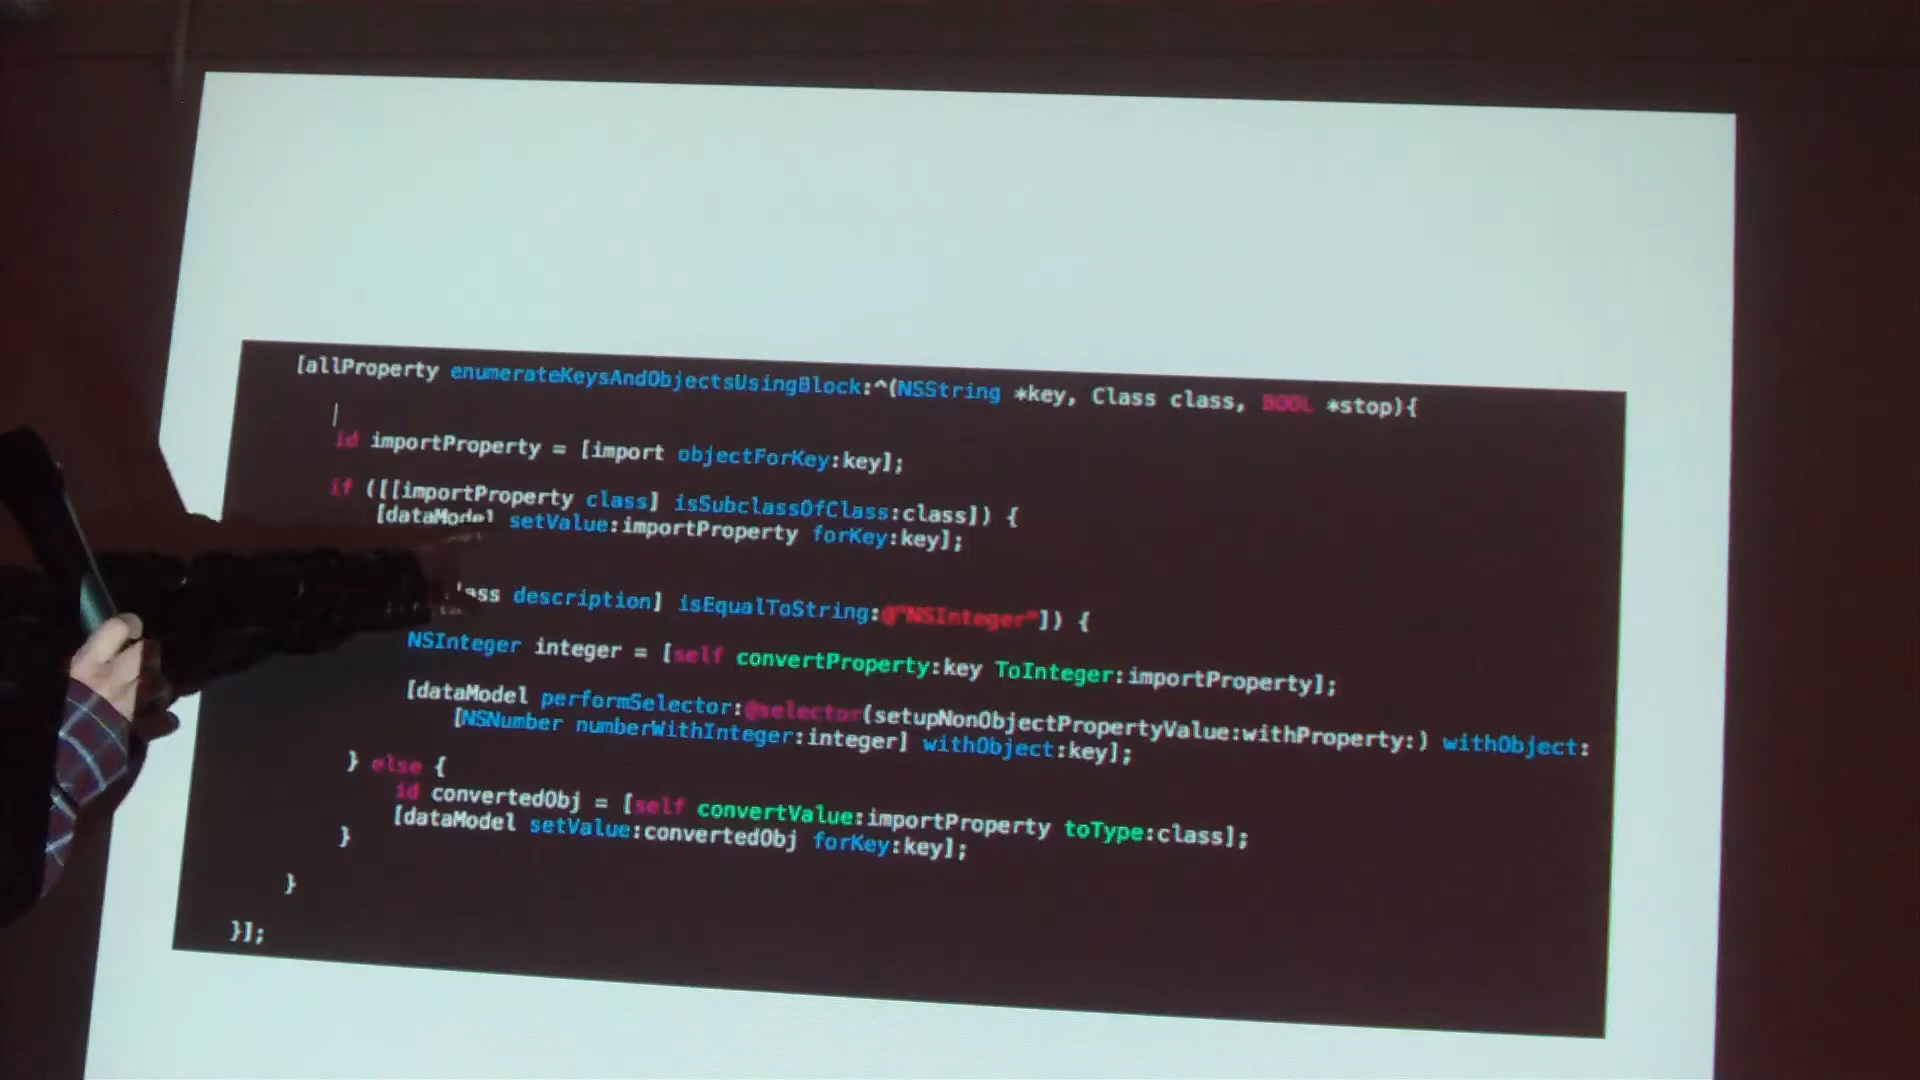 [allProperty enumerateKeysAndObjectsUsingBlock:^(NSString *key, Class class, BOOL *stop){
id importProperty = [import objectForKey:key];
if ([[importProperty class] isSubclassOfClass:class]) {
[dataModel setValue:importProperty forKey:key];
description] isEqualToString:@"NSInteger"]) {
NSInteger integer = [self convertProperty:key ToInteger:importProperty];
[dataModel performSelector:@selector(setupNonObjectPropertyValue:withProperty:) withObject:
[NSNumber numberWithInteger:integer] withObject:key];
} else {
id convertedObj = [self convertValue:importProperty toType:class];
[dataModel setValue:convertedObj forKey:key];
}
}
}];